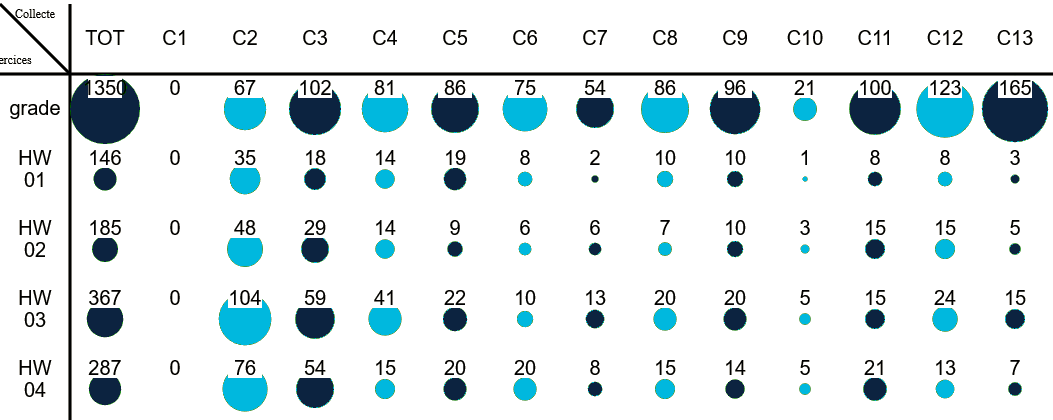 Collecte
ercices
TOT C1 C2 C3 C4 C5 C6 C7 C8 C9 C10 C11 C12 C13
grade 1350 0 67 102 81 86 75 54 86 96 21 100 123 165
HW 01 146 0 35 18 14 19 8 2 10 10 1 8 8 3
HW 02 185 0 48 29 14 9 6 6 7 10 3 15 15 5
HW 03 367 0 104 59 41 22 10 13 20 20 5 15 24 15
HW 04 287 0 76 54 15 20 20 8 15 14 5 21 13 7